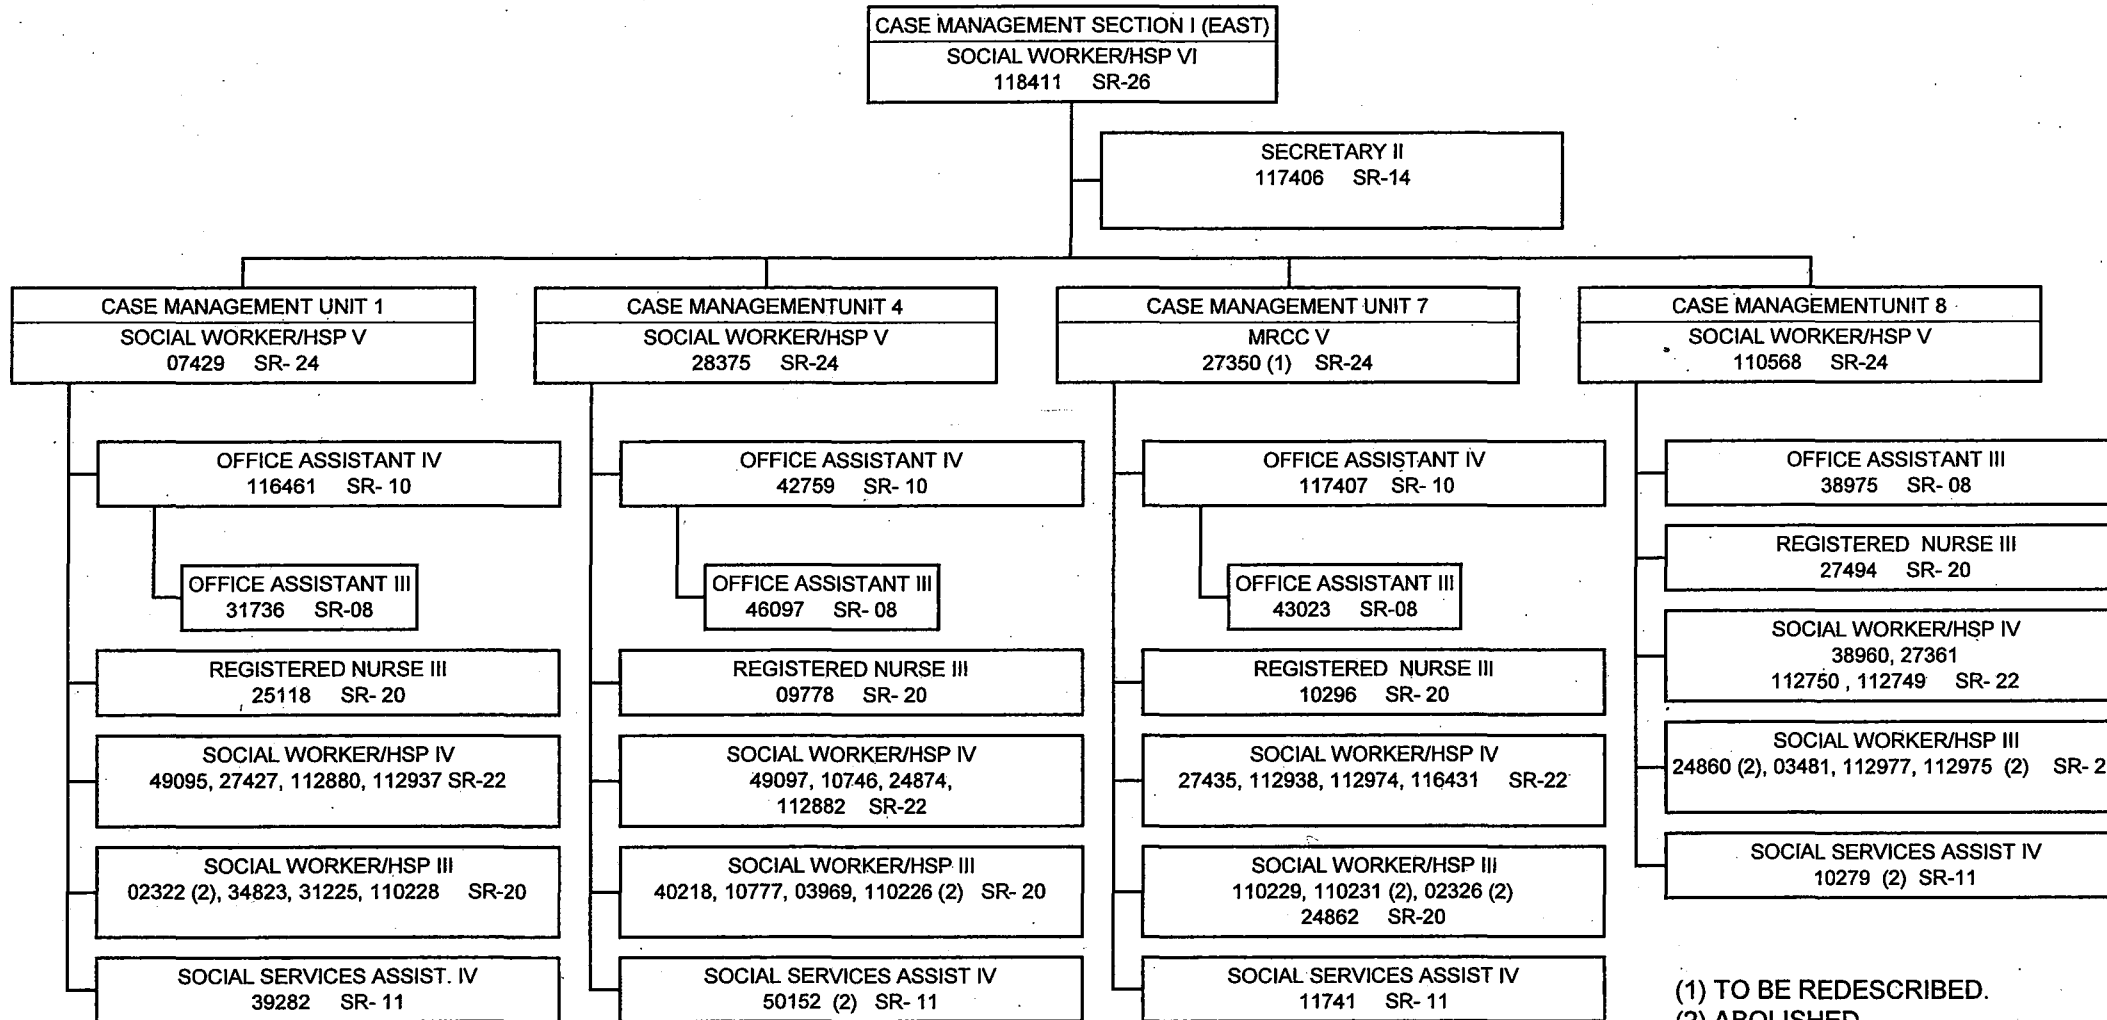 CASE MANAGEMENT SECTION I (EAST)
SOCIAL WORKER/HSP VI
118411 SR-26
SECRETARY II
117406 SR-14
CASE MANAGEMENT UNIT 1
SOCIAL WORKER/HSP V
07429 SR- 24
OFFICE ASSISTANT IV
116461 SR- 10
OFFICE ASSISTANT III
31736 SR-08
REGISTERED NURSE III
25118 SR- 20
SOCIAL WORKER/HSP IV
49095, 27427, 112880, 112937 SR-22
SOCIAL WORKER/HSP III
02322 (2), 34823, 31225, 110228 SR-20
SOCIAL SERVICES ASSIST. IV
39282 SR- 11
CASE MANAGEMENTUNIT 4
SOCIAL WORKER/HSP V
28375 SR-24
OFFICE ASSISTANT IV
42759 SR- 10
OFFICE ASSISTANT III
46097 SR- 08
REGISTERED NURSE III
09778 SR- 20
SOCIAL WORKER/HSP IV
49097, 10746, 24874,
112882 SR-22
SOCIAL WORKER/HSP III
40218, 10777, 03969, 110226 (2) SR- 20
SOCIAL SERVICES ASSIST IV
50152 (2) SR- 11
CASE MANAGEMENT UNIT 7
MRCC V
27350 (1) SR-24
OFFICE ASSISTANT IV
117407 SR- 10
OFFICE ASSISTANT III
43023 SR-08
REGISTERED NURSE III
10296 SR- 20
SOCIAL WORKER/HSP IV
27435, 112938, 112974, 116431 SR-22
SOCIAL WORKER/HSP III
110229, 110231 (2), 02326 (2)
24862 SR-20
SOCIAL SERVICES ASSIST IV
11741 SR- 11
CASE MANAGEMENTUNIT 8
SOCIAL WORKER/HSP V
110568 SR-24
OFFICE ASSISTANT III
38975 SR- 08
REGISTERED NURSE III
27494 SR- 20
SOCIAL WORKER/HSP IV
38960, 27361
112750 , 112749 SR- 22
SOCIAL WORKER/HSP III
24860 (2), 03481, 112977, 112975 (2) SR- 2
SOCIAL SERVICES ASSIST IV
10279 (2) SR-11
(1) TO BE REDESCRIBED.
(2) ABOLISHED